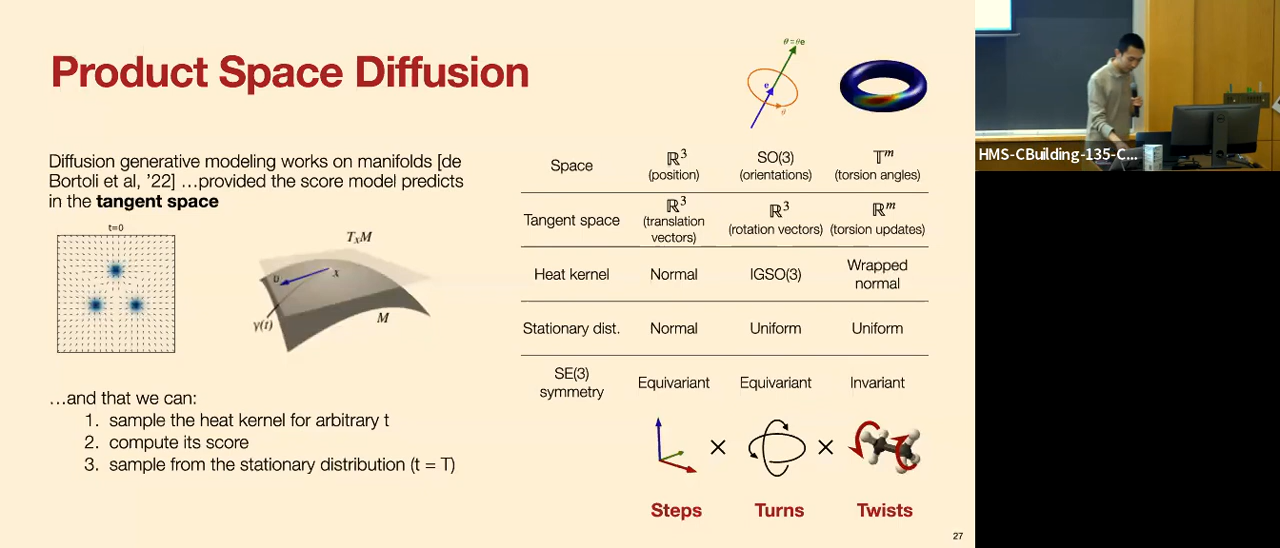 Product Space Diffusion
θ = θe
e
θ
Diffusion generative modeling works on manifolds [de
Bortoli et al, '22] …provided the score model predicts
in the tangent space
t=0
TₓM
υ
x
γ(t)
M
…and that we can:
1. sample the heat kernel for arbitrary t
2. compute its score
3. sample from the stationary distribution (t = T)
Space ℝ³ SO(3) 𝕋ᵐ
(position) (orientations) (torsion angles)
Tangent space ℝ³ ℝ³ ℝᵐ
(translation vectors) (rotation vectors) (torsion updates)
Heat kernel Normal IGSO(3) Wrapped normal
Stationary dist. Normal Uniform Uniform
SE(3) symmetry Equivariant Equivariant Invariant
× ×
Steps Turns Twists
27
HMS-CBuilding-135-C...